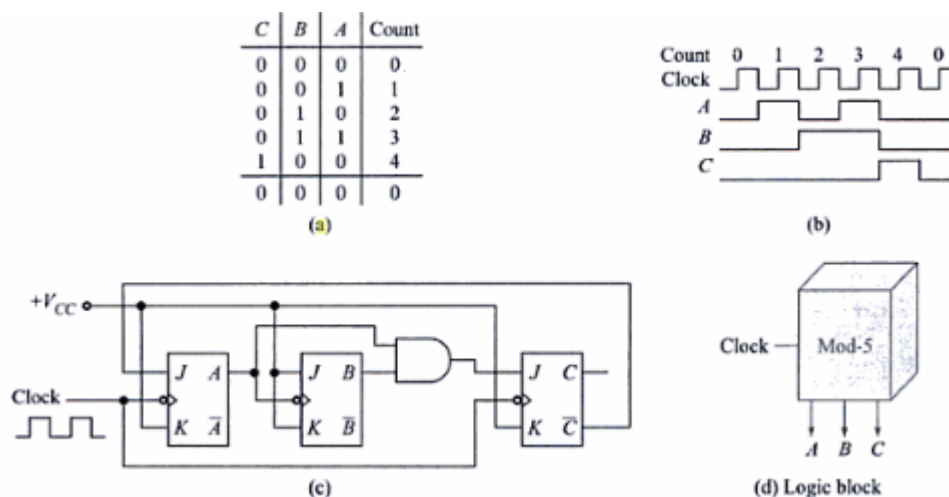 C B A Count
0 0 0 0
0 0 1 1
0 1 0 2
0 1 1 3
1 0 0 4
0 0 0 0
(a)
Count 0 1 2 3 4 0
Clock
A
B
C
(b)
+VCC
J A J B J C
Clock
K A̅ K B̅ K C̅
(c)
Clock
Mod-5
A B C
(d) Logic block